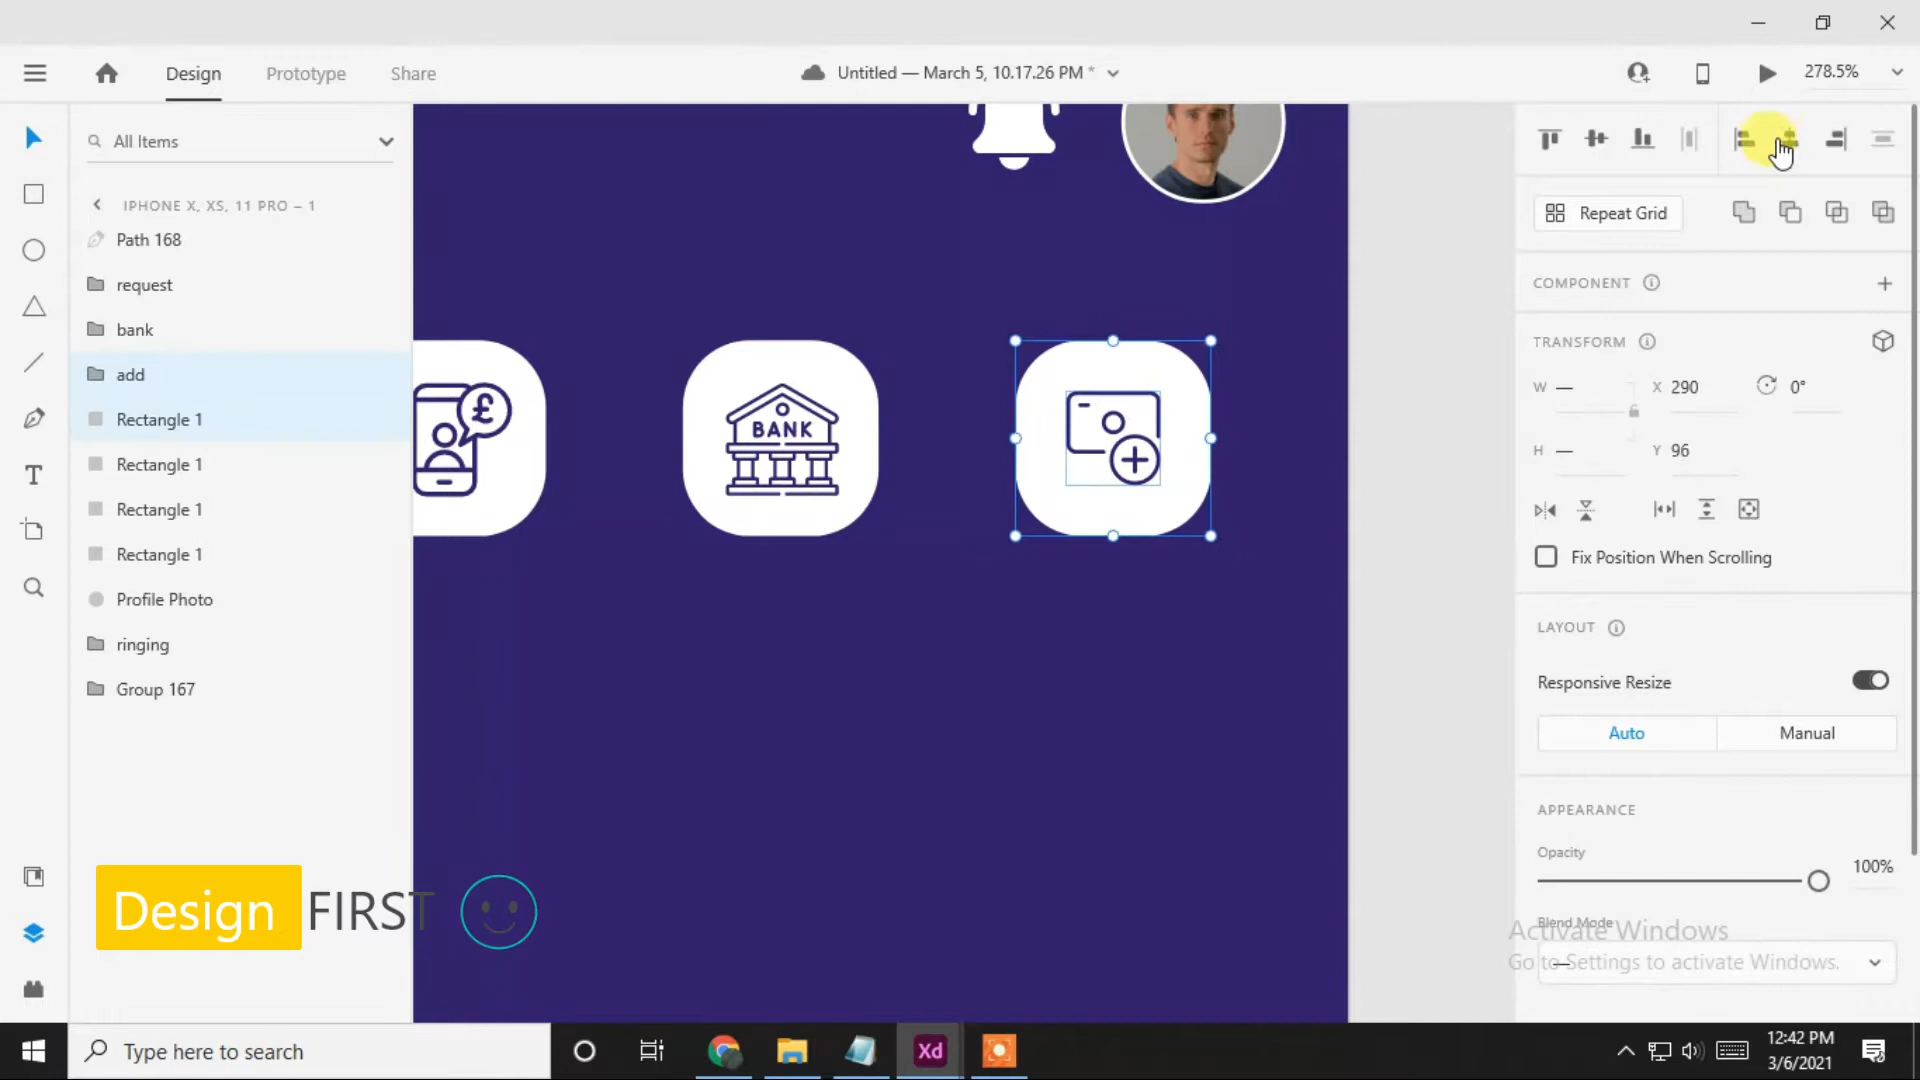 Design
Prototype
Share
Untitled — March 5, 10.17.26 PM *
278.5%
All Items
IPHONE X, XS, 11 PRO – 1
Path 168
request
bank
add
Rectangle 1
Rectangle 1
Rectangle 1
Rectangle 1
Profile Photo
ringing
Group 167
£
BANK
Repeat Grid
COMPONENT
TRANSFORM
W —
X 290
0°
H —
Y 96
Fix Position When Scrolling
LAYOUT
Responsive Resize
Auto
Manual
APPEARANCE
Opacity
100%
Blend Mode
—
Activate Windows
Go to Settings to activate Windows.
Design FIRST
Type here to search
Xd
12:42 PM
3/6/2021